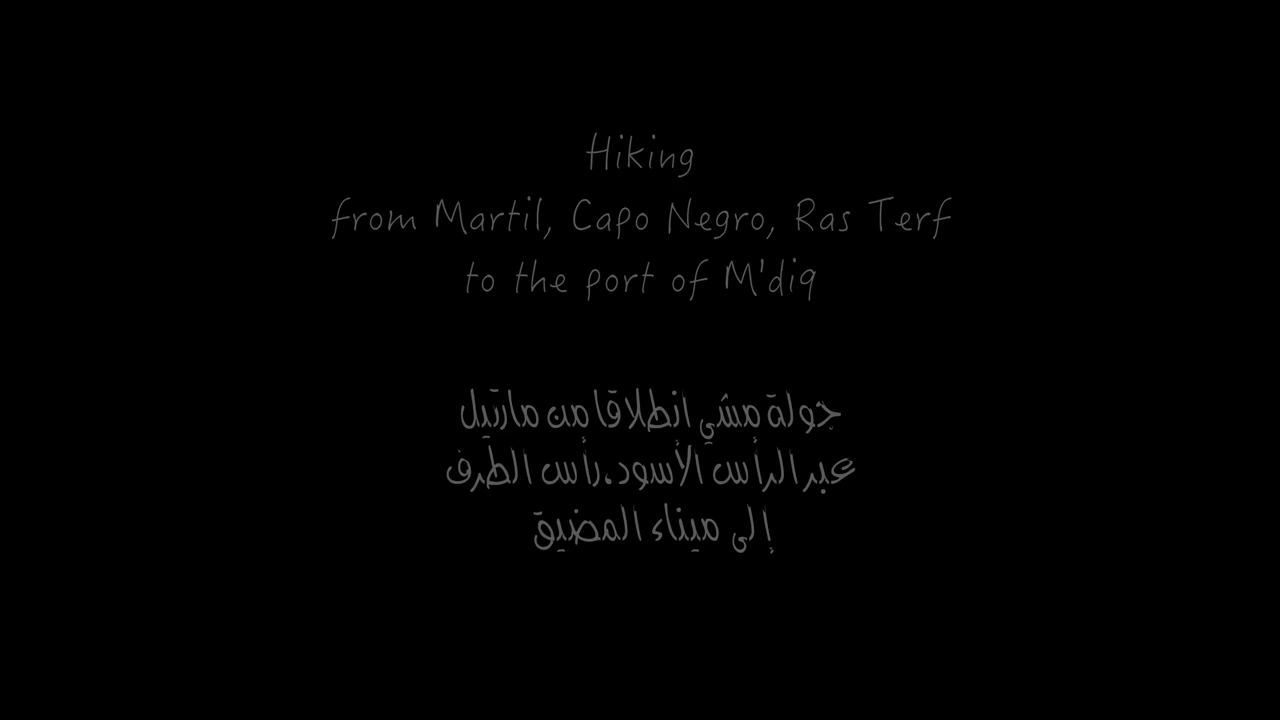 Hiking
from Martil, Capo Negro, Ras Terf
to the port of M'diq
جولة مشي انطلاقا من مارتيل
عبر الرأس الأسود،رأس الطرف
إلى ميناء المضيق